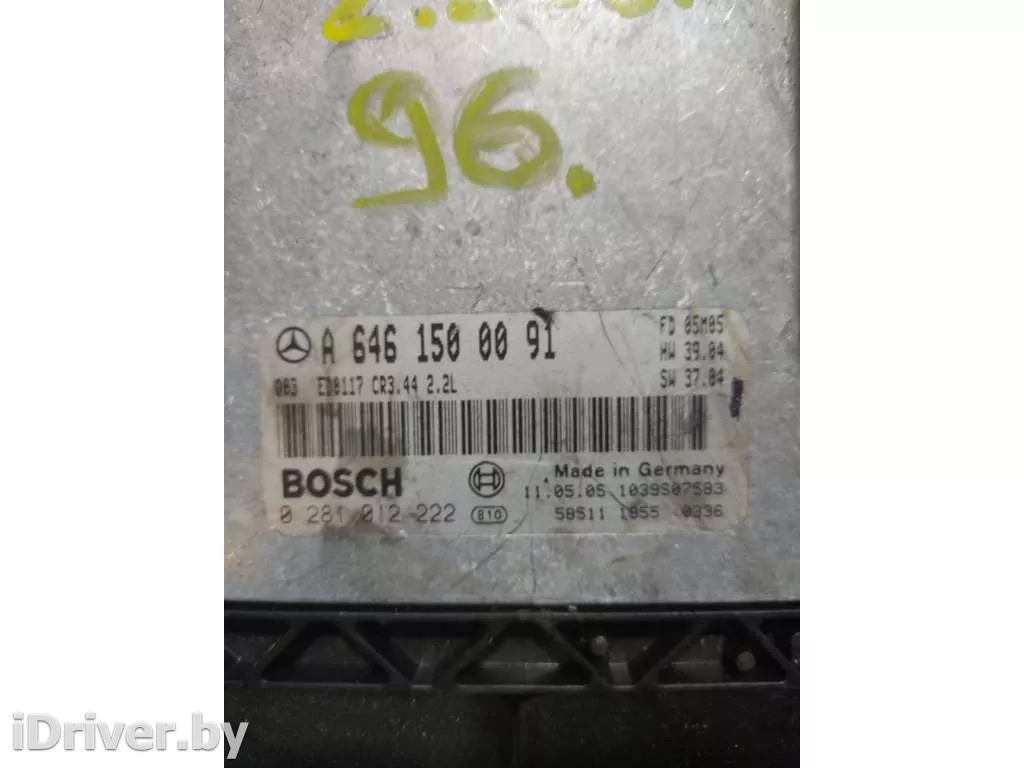 96.
A 646 150 00 91
FD 05M05
HW 39.04
SW 37.04
003 ED0117 CR3.44 2.2L
BOSCH
Made in Germany
11.05.05 1039S07583
0 281 012 222 810
58511 1855 0336
iDriver.by